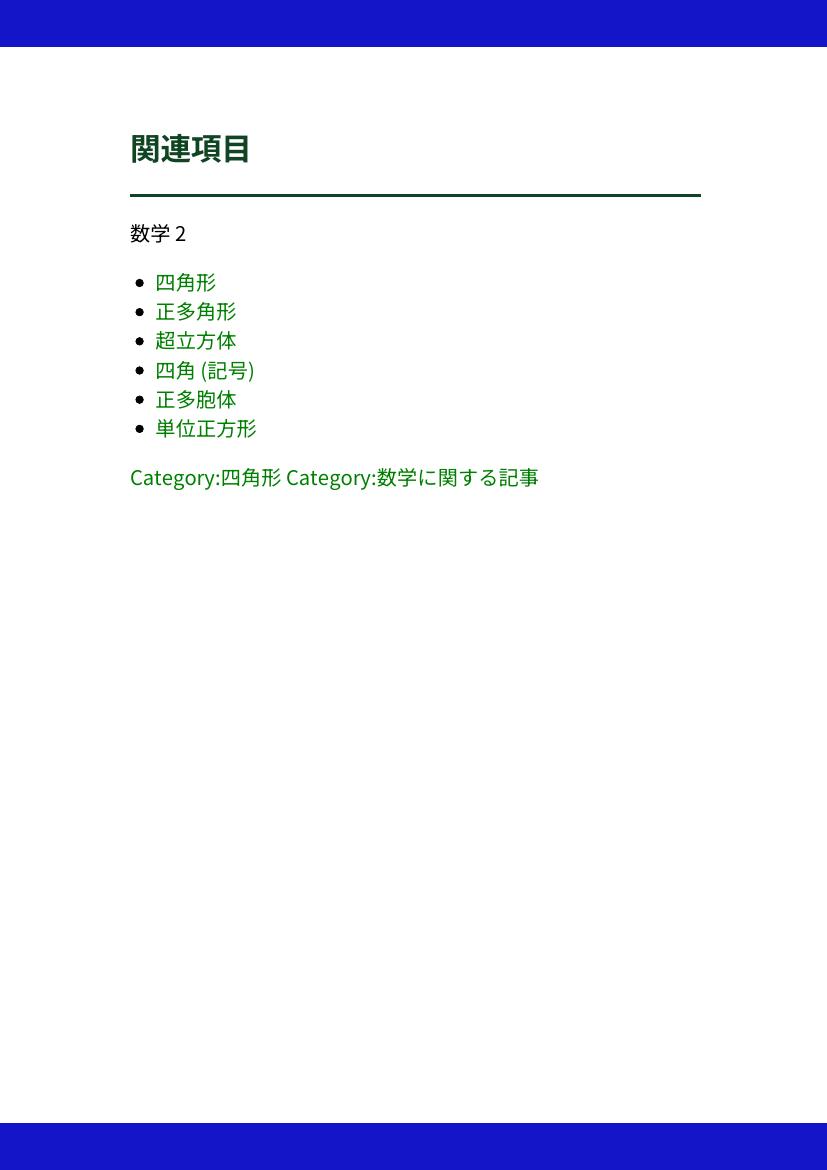 関連項目
数学 2
四角形
正多角形
超立方体
四角 (記号)
正多胞体
単位正方形
Category:四角形 Category:数学に関する記事